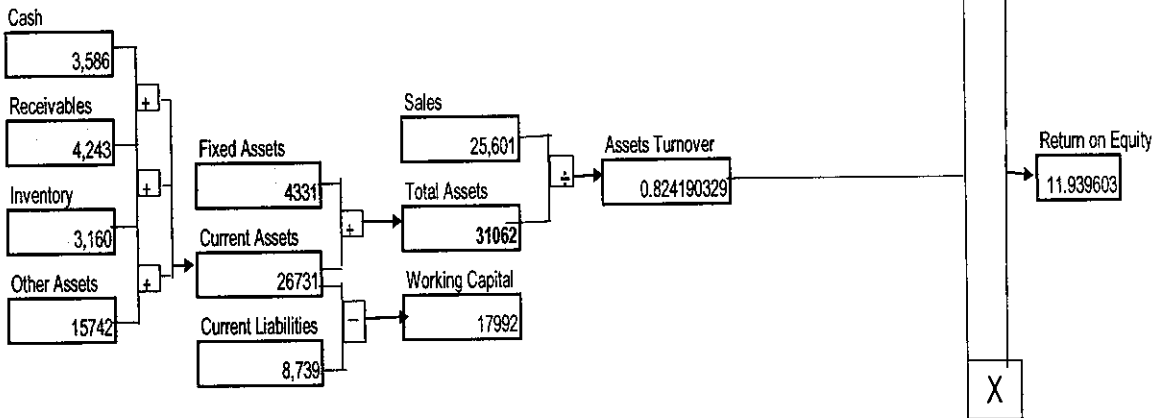 Cash
3,586
+
Receivables
4,243
+
Inventory
3,160
+
Other Assets
15742
Fixed Assets
4331
+
Current Assets
26731
−
Current Liabilities
8,739
Sales
25,601
÷
Total Assets
31062
Working Capital
17992
Assets Turnover
0.824190329
X
Return on Equity
11.939603